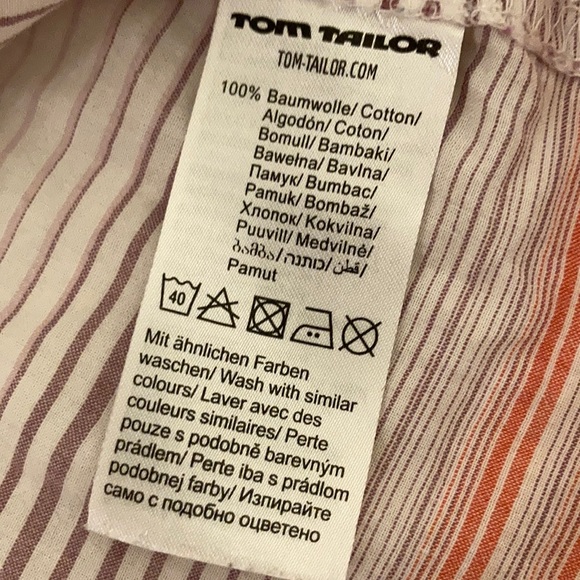 TOM TAILOR
TOM-TAILOR.COM
100% Baumwolle/ Cotton/
Algodón/ Coton/
Bomull/ Bambaki/
Bawełna/ Bavlna/
Памук/ Bumbac/
Pamuk/ Bombaž/
Хлопок/ Kokvilna/
Puuvill/ Medvilnė/
ბამბა/כותנה/قطن/
Pamut
40
Mit ähnlichen Farben
waschen/ Wash with similar
colours/ Laver avec des
couleurs similaires/ Perte
pouze s podobně barevným
prádlem/ Perte iba s prádlom
podobnej farby/ Изпирайте
само с подобно оцветено